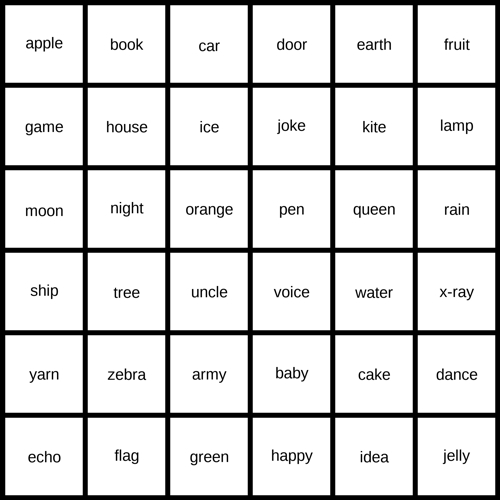 apple book car door earth fruit
game house ice joke kite lamp
moon night orange pen queen rain
ship tree uncle voice water x-ray
yarn zebra army baby cake dance
echo flag green happy idea jelly